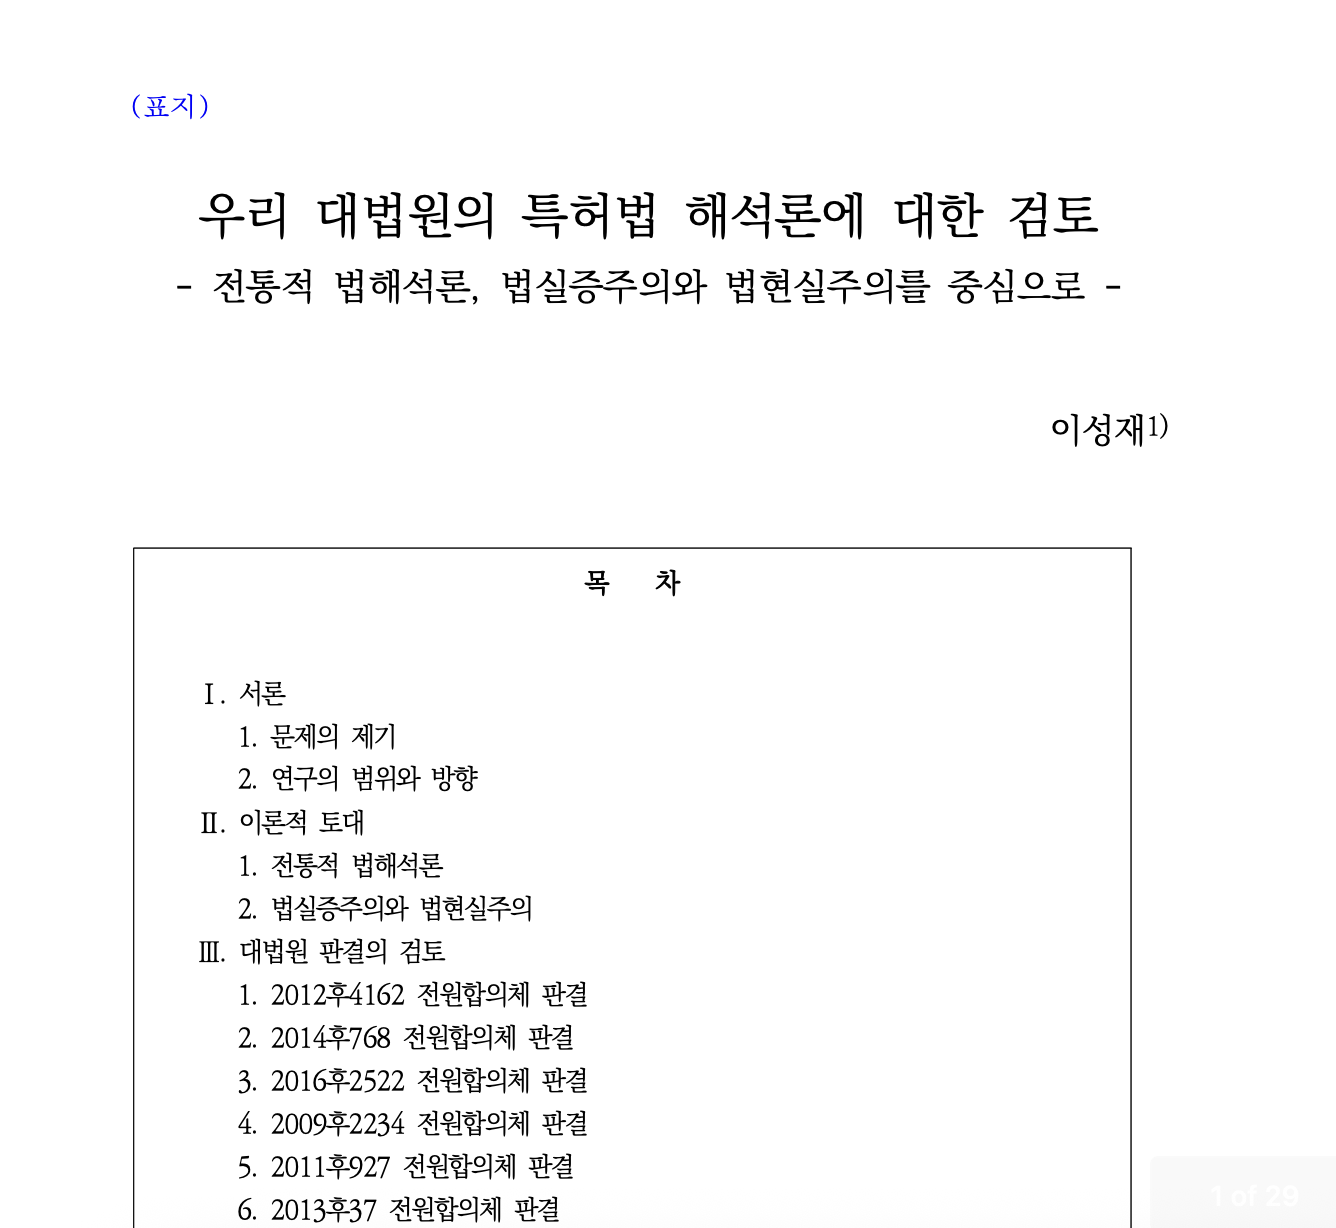 (표지)
우리 대법원의 특허법 해석론에 대한 검토
- 전통적 법해석론, 법실증주의와 법현실주의를 중심으로 -
이성재1)
목 차
Ⅰ. 서론
1. 문제의 제기
2. 연구의 범위와 방향
Ⅱ. 이론적 토대
1. 전통적 법해석론
2. 법실증주의와 법현실주의
Ⅲ. 대법원 판결의 검토
1. 2012후4162 전원합의체 판결
2. 2014후768 전원합의체 판결
3. 2016후2522 전원합의체 판결
4. 2009후2234 전원합의체 판결
5. 2011후927 전원합의체 판결
6. 2013후37 전원합의체 판결
1 of 29